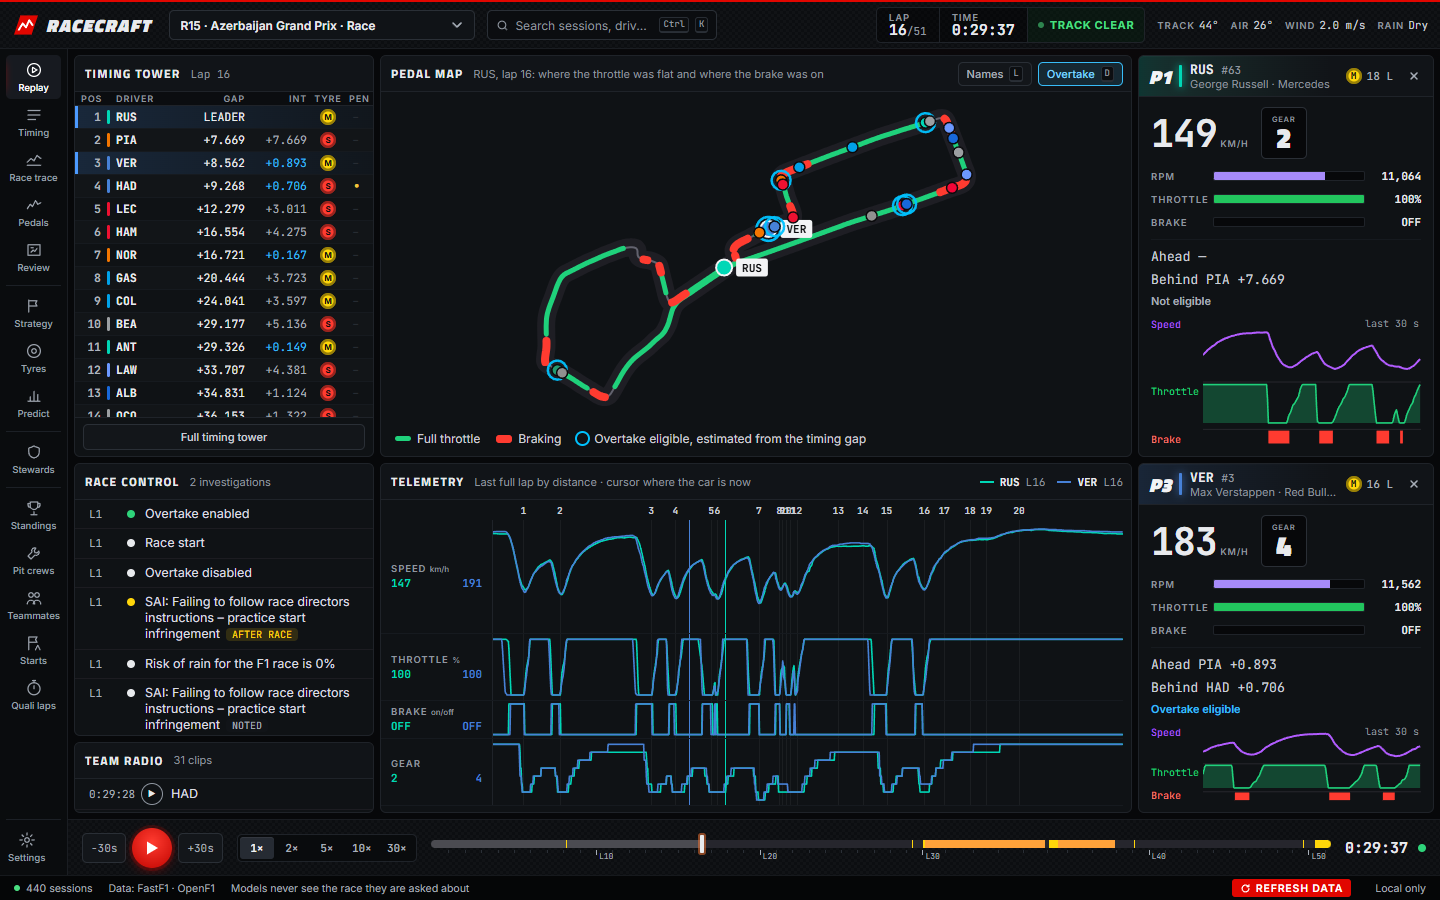 RACECRAFT
R15 · Azerbaijan Grand Prix · Race
Search sessions, driv... Ctrl K
LAP 16/51
TIME 0:29:37
TRACK CLEAR
TRACK 44° AIR 26° WIND 2.0 m/s RAIN Dry
Replay
Timing
Race trace
Pedals
Review
Strategy
Tyres
Predict
Stewards
Standings
Pit crews
Teammates
Starts
Quali laps
Settings
TIMING TOWER Lap 16
POS DRIVER GAP INT TYRE PEN
1 RUS LEADER M –
2 PIA +7.669 +7.669 S –
3 VER +8.562 +0.893 M –
4 HAD +9.268 +0.706 S •
5 LEC +12.279 +3.011 S –
6 HAM +16.554 +4.275 S –
7 NOR +16.721 +0.167 M –
8 GAS +20.444 +3.723 M –
9 COL +24.041 +3.597 M –
10 BEA +29.177 +5.136 S –
11 ANT +29.326 +0.149 M –
12 LAW +33.707 +4.381 S –
13 ALB +34.831 +1.124 S –
14 OCO +36.153 +1.322 S –
Full timing tower
PEDAL MAP RUS, lap 16: where the throttle was flat and where the brake was on
Names L
Overtake D
VER
RUS
Full throttle Braking Overtake eligible, estimated from the timing gap
P1 RUS #63
George Russell · Mercedes
M 18 L ×
149 KM/H
GEAR 2
RPM 11,064
THROTTLE 100%
BRAKE OFF
Ahead –
Behind PIA +7.669
Not eligible
Speed last 30 s
Throttle
Brake
RACE CONTROL 2 investigations
L1 Overtake enabled
L1 Race start
L1 Overtake disabled
L1 SAI: Failing to follow race directors
instructions – practice start
infringement AFTER RACE
L1 Risk of rain for the F1 race is 0%
L1 SAI: Failing to follow race directors
instructions – practice start
infringement NOTED
TEAM RADIO 31 clips
0:29:28 HAD
TELEMETRY Last full lap by distance · cursor where the car is now
RUS L16 VER L16
1 2 3 4 5 6 7 13 14 15 16 17 18 19 20
SPEED km/h
147 191
THROTTLE %
100 100
BRAKE on/off
OFF OFF
GEAR
2 4
P3 VER #3
Max Verstappen · Red Bull...
M 16 L ×
183 KM/H
GEAR 4
RPM 11,562
THROTTLE 100%
BRAKE OFF
Ahead PIA +0.893
Behind HAD +0.706
Overtake eligible
Speed last 30 s
Throttle
Brake
-30s +30s
1× 2× 5× 10× 30×
L10 L20 L30 L40 L50
0:29:37
440 sessions Data: FastF1 · OpenF1 Models never see the race they are asked about
REFRESH DATA
Local only